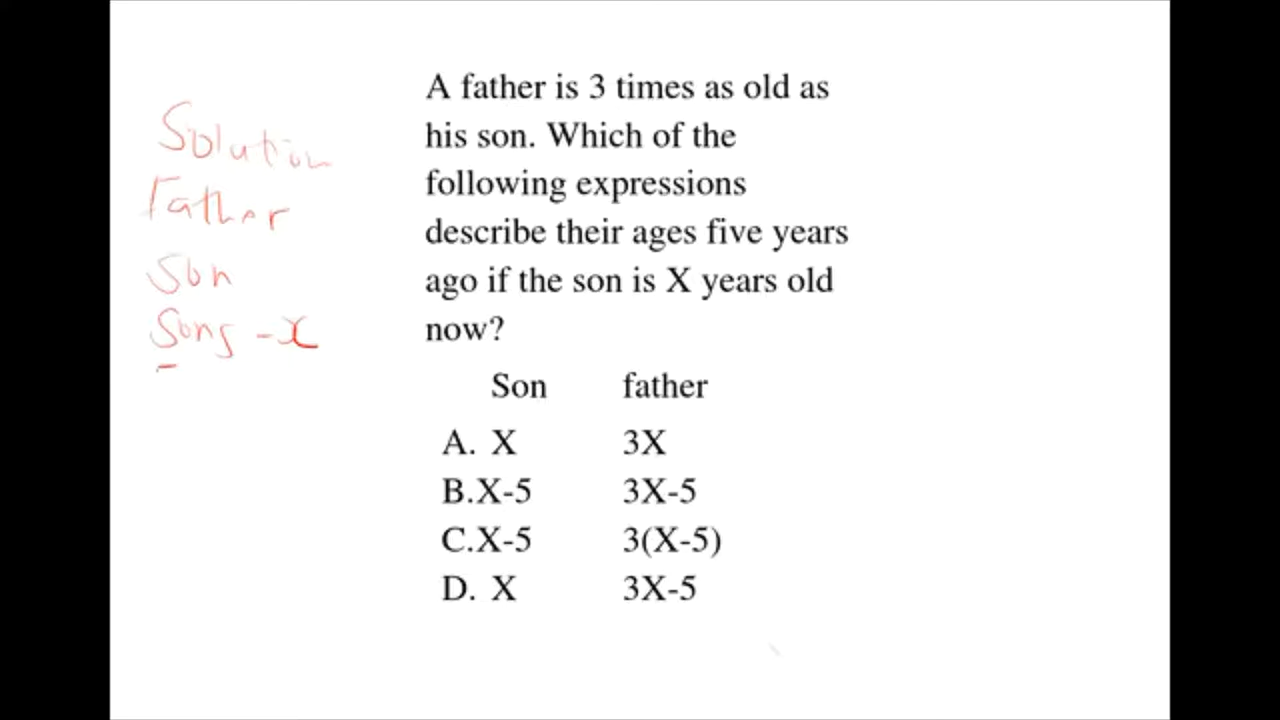 Solution
Father
Son
Sons - x
A father is 3 times as old as
his son. Which of the
following expressions
describe their ages five years
ago if the son is X years old
now?
Son father
A. X 3X
B.X-5 3X-5
C.X-5 3(X-5)
D. X 3X-5